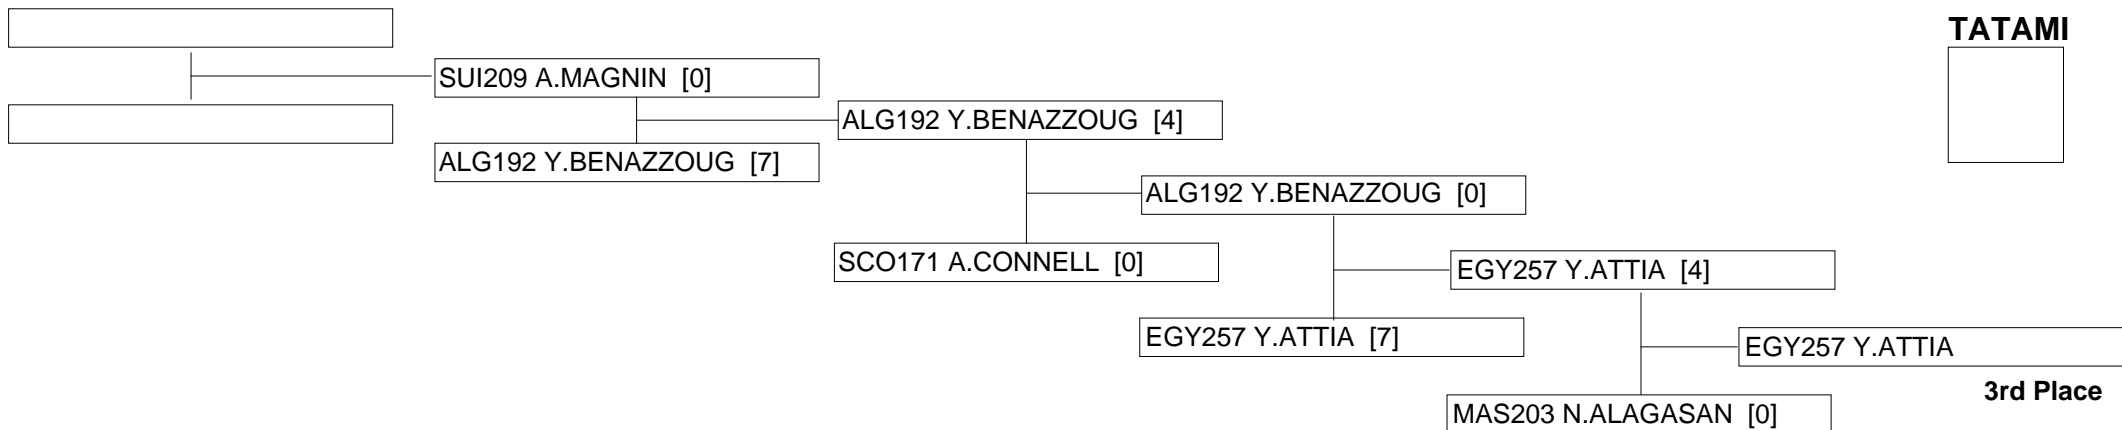 TATAMI
SUI209 A.MAGNIN [0]
ALG192 Y.BENAZZOUG [4]
ALG192 Y.BENAZZOUG [7]
ALG192 Y.BENAZZOUG [0]
SCO171 A.CONNELL [0]
EGY257 Y.ATTIA [4]
EGY257 Y.ATTIA [7]
EGY257 Y.ATTIA
3rd Place
MAS203 N.ALAGASAN [0]